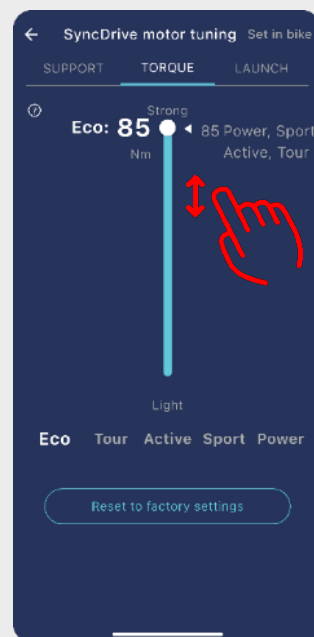 SyncDrive motor tuning Set in bike
SUPPORT TORQUE LAUNCH
Strong
Eco: 85 85 Power, Sport
Nm Active, Tour
Light
Eco Tour Active Sport Power
Reset to factory settings